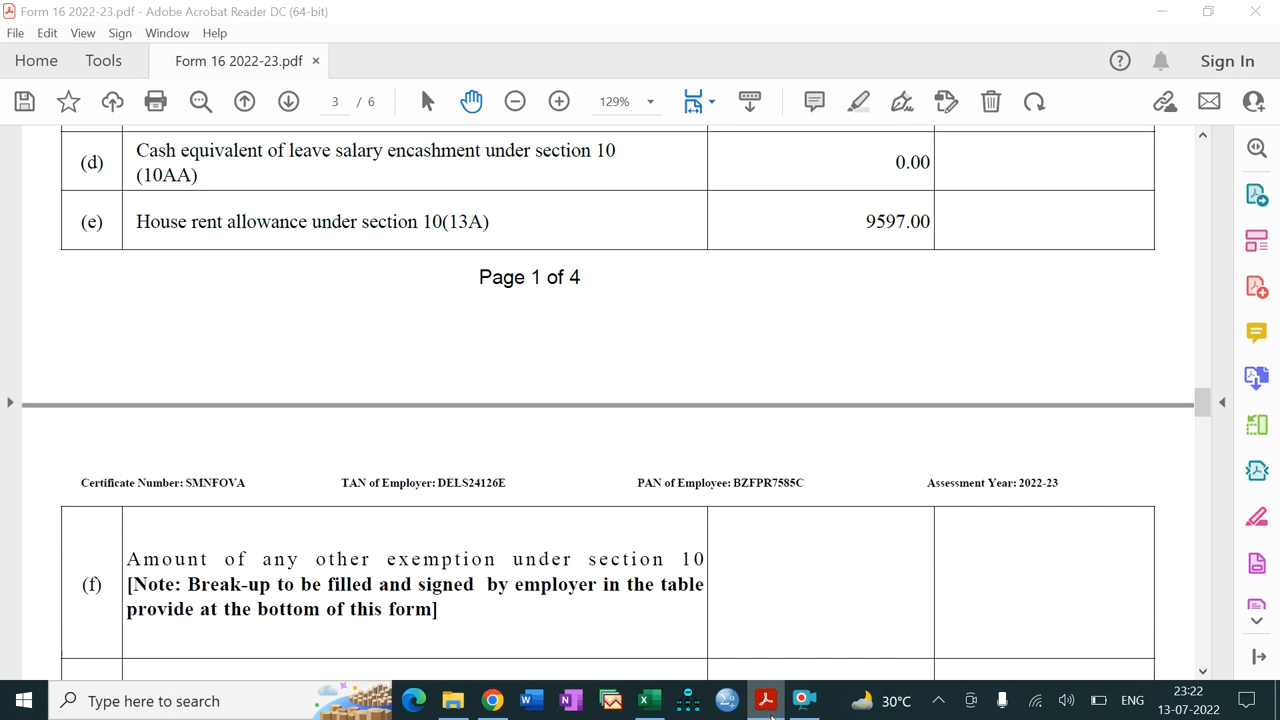 Form 16 2022-23.pdf - Adobe Acrobat Reader DC (64-bit)
File Edit View Sign Window Help
Home Tools Form 16 2022-23.pdf × Sign In
3 / 6 129%
(d) Cash equivalent of leave salary encashment under section 10 (10AA) 0.00
(e) House rent allowance under section 10(13A) 9597.00
Page 1 of 4
Certificate Number: SMNFOVA TAN of Employer: DELS24126E PAN of Employee: BZFPR7585C Assessment Year: 2022-23
Amount of any other exemption under section 10
(f) [Note: Break-up to be filled and signed by employer in the table
provide at the bottom of this form]
Type here to search 30°C ENG 23:22
13-07-2022